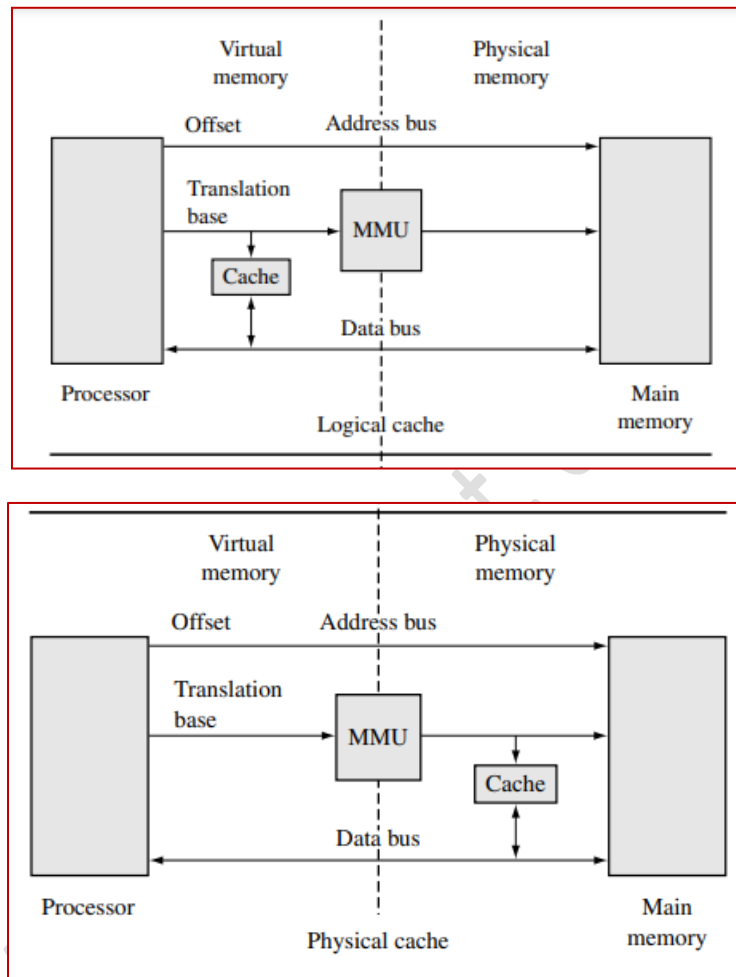 Virtual
memory
Physical
memory
Offset
Address bus
Translation
base
MMU
Cache
Data bus
Processor
Main
memory
Logical cache
Virtual
memory
Physical
memory
Offset
Address bus
Translation
base
MMU
Cache
Data bus
Processor
Main
memory
Physical cache